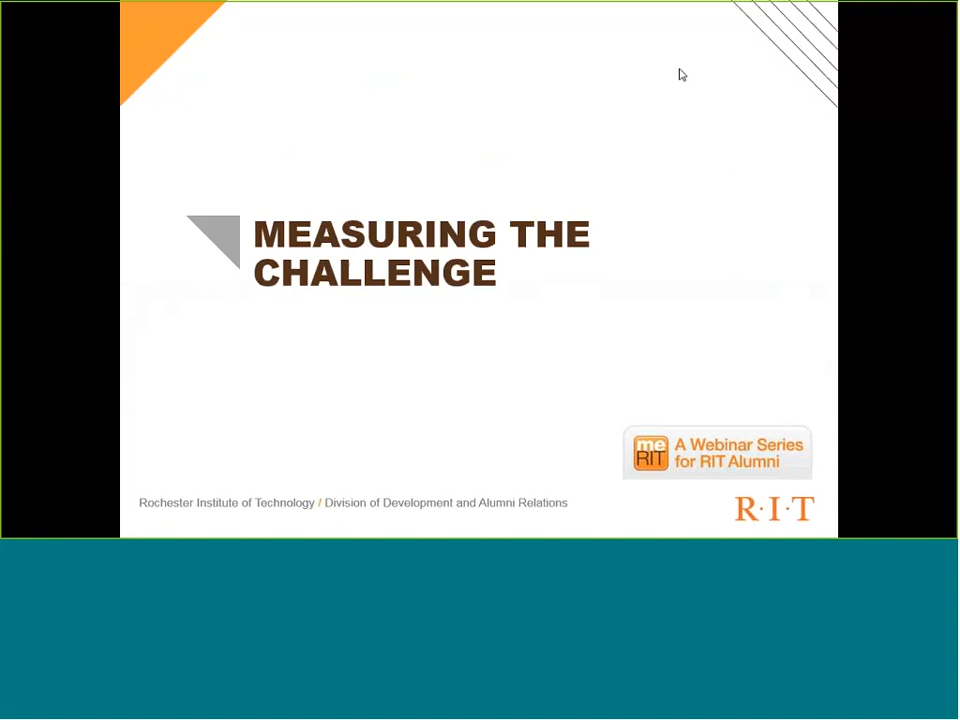 MEASURING THE
CHALLENGE
me
RIT
A Webinar Series
for RIT Alumni
Rochester Institute of Technology / Division of Development and Alumni Relations
R·I·T